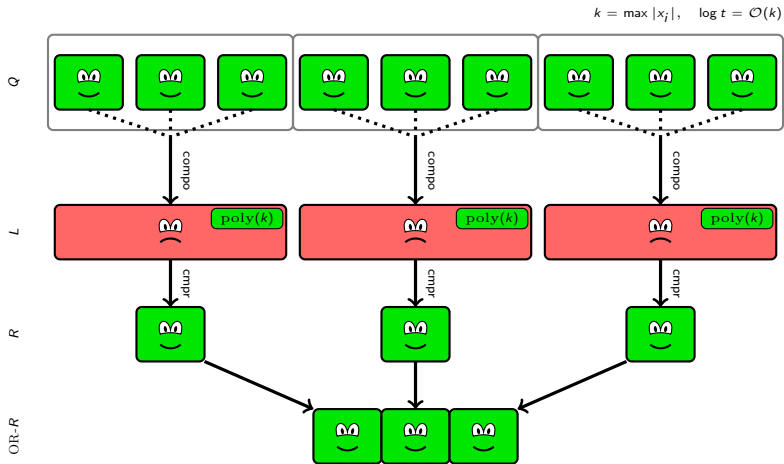 k = max |x_i|, log t = O(k)
Q
compo compo compo
L
poly(k) poly(k) poly(k)
cmpr cmpr cmpr
R
OR-R